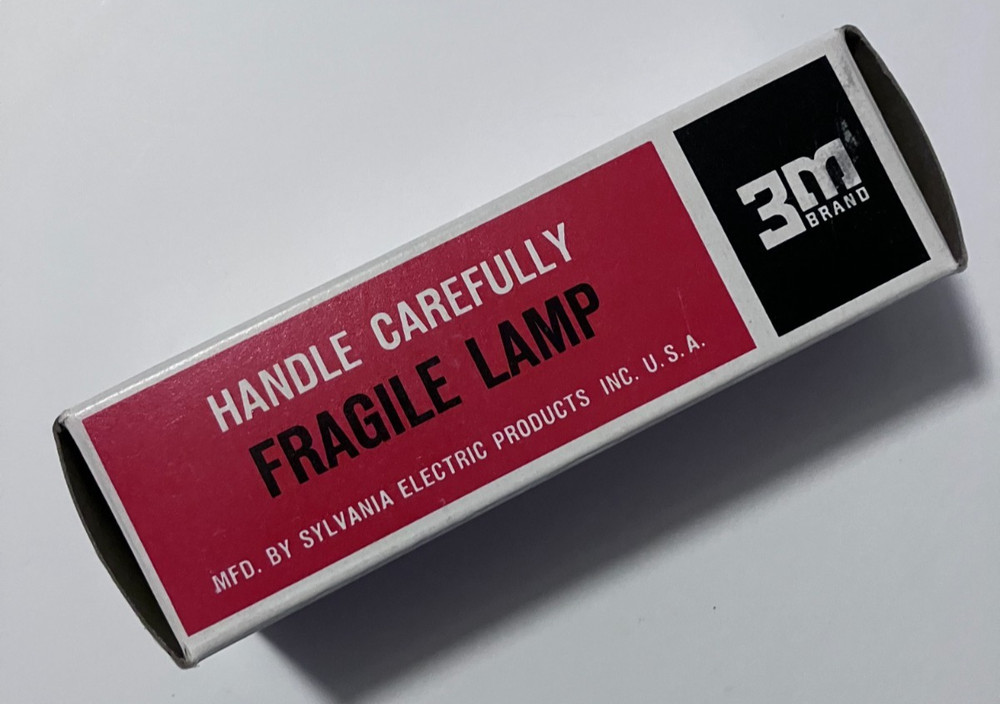 HANDLE CAREFULLY
FRAGILE LAMP
MFD. BY SYLVANIA ELECTRIC PRODUCTS INC. U.S.A.
3m
BRAND